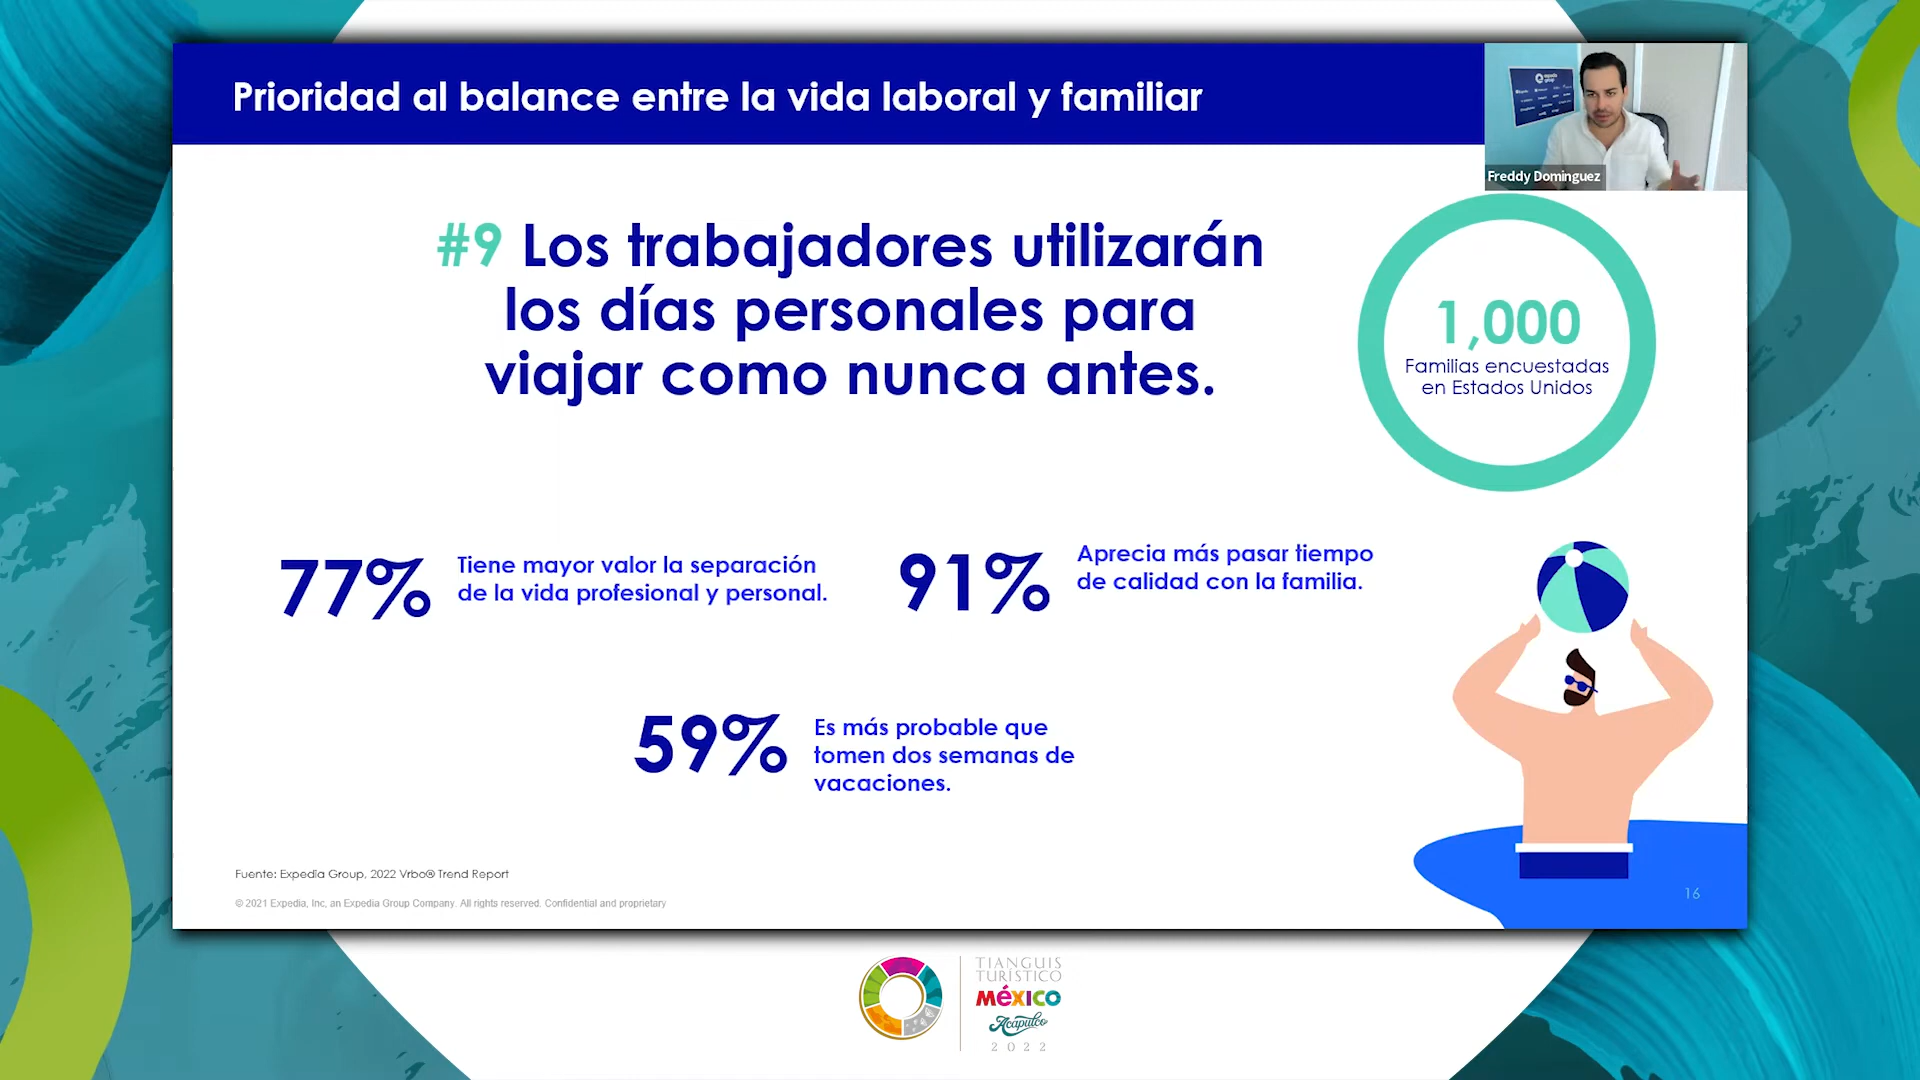 Prioridad al balance entre la vida laboral y familiar
expedia
group
Freddy Dominguez
#9 Los trabajadores utilizarán
los días personales para
viajar como nunca antes.
1,000
Familias encuestadas
en Estados Unidos
77%
Tiene mayor valor la separación
de la vida profesional y personal.
91%
Aprecia más pasar tiempo
de calidad con la familia.
59%
Es más probable que
tomen dos semanas de
vacaciones.
Fuente: Expedia Group, 2022 Vrbo® Trend Report
© 2021 Expedia, Inc, an Expedia Group Company. All rights reserved. Confidential and proprietary
16
TIANGUIS
TURÍSTICO
MéXICO
Acapulco
2022